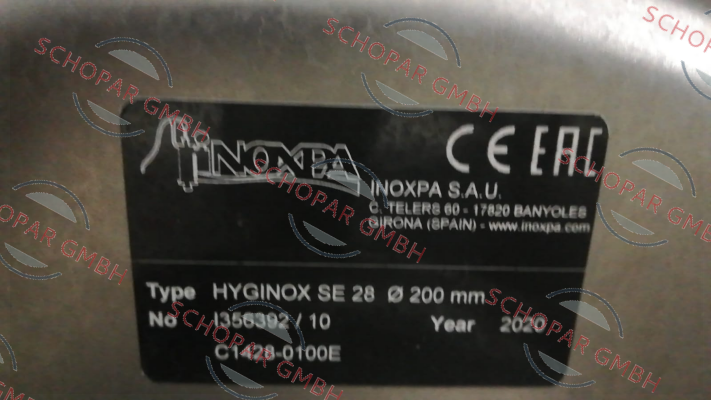 INOXPA
CE EAC
INOXPA S.A.U.
C. TELERS 60 - 17820 BANYOLES
GIRONA (SPAIN) - www.inoxpa.com
Type HYGINOX SE 28 Ø 200 mm
No I356392 / 10 Year 2020
C1428-0100E
SCHOPAR GMBH
SCHOPAR GMBH
SCHOPAR GMBH
SCHOPAR GMBH
SCHOPAR GMBH
SCHOPAR GMBH
SCHOPAR GMBH